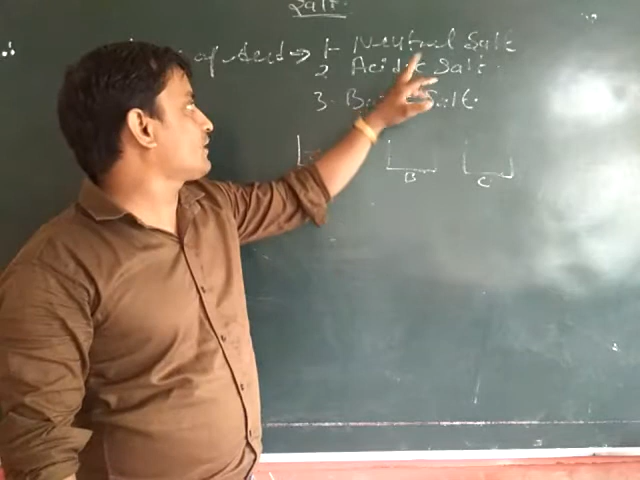 Salt
of Acid → 1- Neutral Salt
2 Acidic Salt
3. Salt.
B C